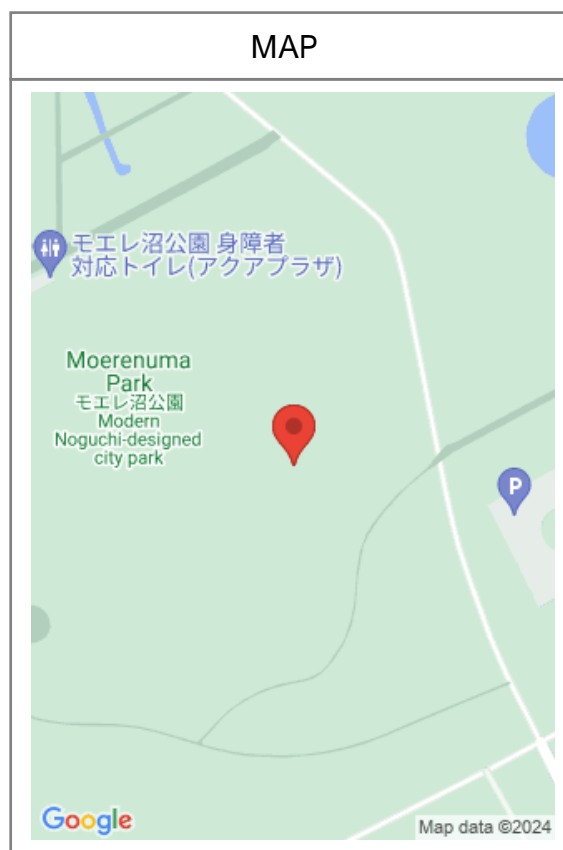 MAP
モエレ沼公園 身障者
対応トイレ(アクアプラザ)
Moerenuma
Park
モエレ沼公園
Modern
Noguchi-designed
city park
P
Google
Map data ©2024